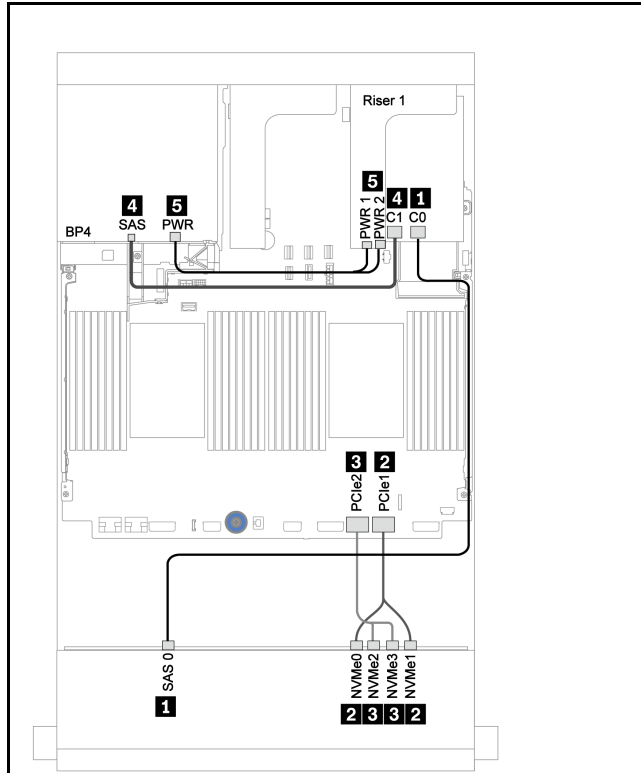 Riser 1
5
4
1
C1
C0
PWR 1
PWR 2
4
5
SAS
PWR
BP4
3
2
PCIe2
PCIe1
SAS 0
1
NVMe0
NVMe2
NVMe3
NVMe1
2
3
3
2